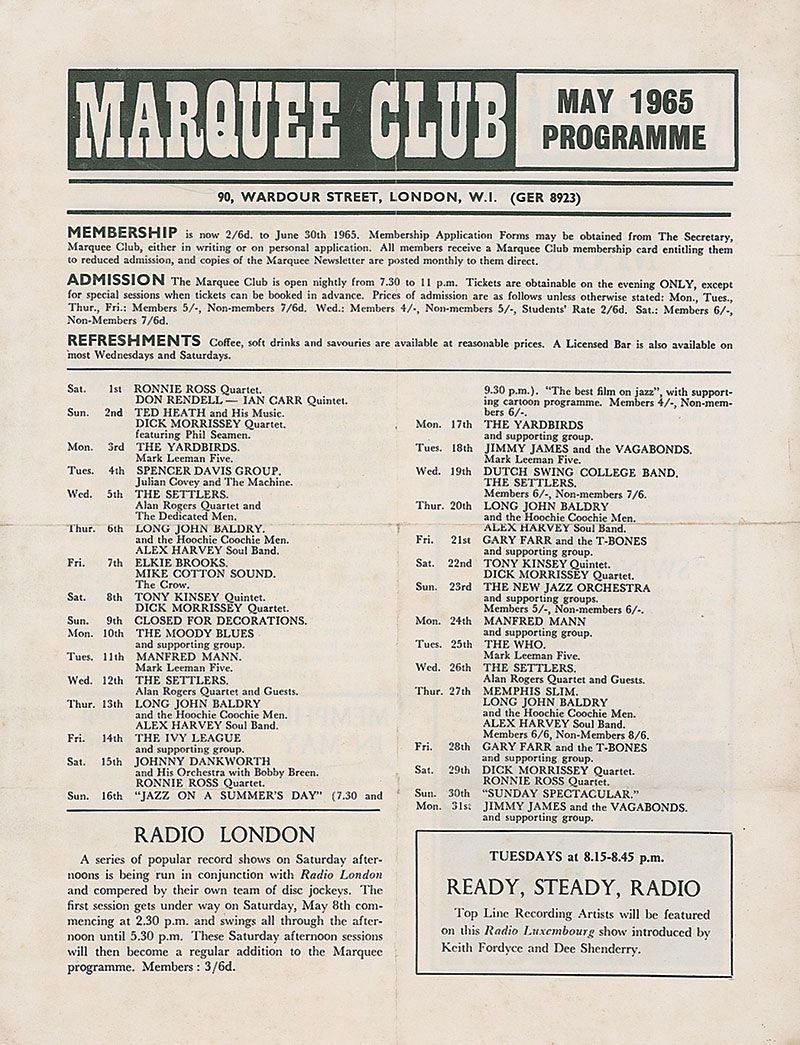 MARQUEE CLUB
MAY 1965
PROGRAMME
90, WARDOUR STREET, LONDON, W.I. (GER 8923)
MEMBERSHIP is now 2/6d. to June 30th 1965. Membership Application Forms may be obtained from The Secretary,
Marquee Club, either in writing or on personal application. All members receive a Marquee Club membership card entitling them
to reduced admission, and copies of the Marquee Newsletter are posted monthly to them direct.
ADMISSION The Marquee Club is open nightly from 7.30 to 11 p.m. Tickets are obtainable on the evening ONLY, except
for special sessions when tickets can be booked in advance. Prices of admission are as follows unless otherwise stated: Mon., Tues.,
Thur., Fri.: Members 5/-, Non-members 7/6d. Wed.: Members 4/-, Non-members 5/-, Students' Rate 2/6d. Sat.: Members 6/-,
Non-Members 7/6d.
REFRESHMENTS Coffee, soft drinks and savouries are available at reasonable prices. A Licensed Bar is also available on
most Wednesdays and Saturdays.
Sat. 1st RONNIE ROSS Quartet.
DON RENDELL — IAN CARR Quintet.
Sun. 2nd TED HEATH and His Music.
DICK MORRISSEY Quartet.
featuring Phil Seamen.
Mon. 3rd THE YARDBIRDS.
Mark Leeman Five.
Tues. 4th SPENCER DAVIS GROUP.
Julian Covey and The Machine.
Wed. 5th THE SETTLERS.
Alan Rogers Quartet and
The Dedicated Men.
Thur. 6th LONG JOHN BALDRY.
and the Hoochie Coochie Men.
ALEX HARVEY Soul Band.
Fri. 7th ELKIE BROOKS.
MIKE COTTON SOUND.
The Crow.
Sat. 8th TONY KINSEY Quintet.
DICK MORRISSEY Quartet.
Sun. 9th CLOSED FOR DECORATIONS.
Mon. 10th THE MOODY BLUES
and supporting group.
Tues. 11th MANFRED MANN.
Mark Leeman Five.
Wed. 12th THE SETTLERS.
Alan Rogers Quartet and Guests.
Thur. 13th LONG JOHN BALDRY
and the Hoochie Coochie Men.
ALEX HARVEY Soul Band.
Fri. 14th THE IVY LEAGUE
and supporting group.
Sat. 15th JOHNNY DANKWORTH
and His Orchestra with Bobby Breen.
RONNIE ROSS Quartet.
Sun. 16th "JAZZ ON A SUMMER'S DAY" (7.30 and
9.30 p.m.). "The best film on jazz", with support-
ing cartoon programme. Members 4/-, Non-mem-
bers 6/-.
Mon. 17th THE YARDBIRDS
and supporting group.
Tues. 18th JIMMY JAMES and the VAGABONDS.
Mark Leeman Five.
Wed. 19th DUTCH SWING COLLEGE BAND.
THE SETTLERS.
Members 6/-, Non-members 7/6.
Thur. 20th LONG JOHN BALDRY
and the Hoochie Coochie Men.
ALEX HARVEY Soul Band.
Fri. 21st GARY FARR and the T-BONES
and supporting group.
Sat. 22nd TONY KINSEY Quintet.
DICK MORRISSEY Quartet.
Sun. 23rd THE NEW JAZZ ORCHESTRA
and supporting groups.
Members 5/-, Non-members 6/-.
Mon. 24th MANFRED MANN
and supporting group.
Tues. 25th THE WHO.
Mark Leeman Five.
Wed. 26th THE SETTLERS.
Alan Rogers Quartet and Guests.
Thur. 27th MEMPHIS SLIM.
LONG JOHN BALDRY
and the Hoochie Coochie Men.
ALEX HARVEY Soul Band.
Members 6/6, Non-Members 8/6.
Fri. 28th GARY FARR and the T-BONES
and supporting group.
Sat. 29th DICK MORRISSEY Quartet.
RONNIE ROSS Quartet.
Sun. 30th "SUNDAY SPECTACULAR."
Mon. 31st JIMMY JAMES and the VAGABONDS.
and supporting group.
RADIO LONDON
A series of popular record shows on Saturday after-
noons is being run in conjunction with Radio London
and compered by their own team of disc jockeys. The
first session gets under way on Saturday, May 8th com-
mencing at 2.30 p.m. and swings all through the after-
noon until 5.30 p.m. These Saturday afternoon sessions
will then become a regular addition to the Marquee
programme. Members : 3/6d.
TUESDAYS at 8.15-8.45 p.m.
READY, STEADY, RADIO
Top Line Recording Artists will be featured
on this Radio Luxembourg show introduced by
Keith Fordyce and Dee Shenderry.